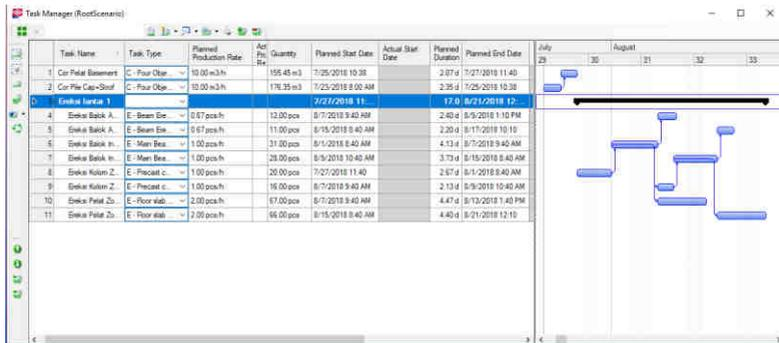 Task Manager (RootScenario)
Task Name Task Type Planned Production Rate Quantity Planned Start Date Actual Start Date Planned Duration Planned End Date July August
29 30 31 32 33
1 Cor Pelat Basement C - Pour Obje... 10.00 m3/h 155.45 m3 7/25/2018 10:38 2.07 d 7/27/2018 11:40
2 Cor Pile Cap+Sloof C - Pour Obje... 10.00 m3/h 176.35 m3 7/23/2018 8:00 AM 2.35 d 7/25/2018 10:38
3 Ereksi lantai 1 7/27/2018 11:... 17.0 8/21/2018 12:...
4 Ereksi Balok A... E - Beam Ere... 0.67 pcs/h 12.00 pcs 8/7/2018 9:40 AM 2.40 d 8/9/2018 1:10 PM
5 Ereksi Balok A... E - Beam Ere... 0.67 pcs/h 11.00 pcs 8/15/2018 8:40 AM 2.20 d 8/17/2018 10:10
6 Ereksi Balok In... E - Main Bea... 1.00 pcs/h 31.00 pcs 8/1/2018 8:40 AM 4.13 d 8/7/2018 9:40 AM
7 Ereksi Balok In... E - Main Bea... 1.00 pcs/h 28.00 pcs 8/9/2018 10:40 AM 3.73 d 8/15/2018 8:40 AM
8 Ereksi Kolom Z... E - Precast c... 1.00 pcs/h 20.00 pcs 7/27/2018 11:40 2.67 d 8/1/2018 8:40 AM
9 Ereksi Kolom Z... E - Precast c... 1.00 pcs/h 16.00 pcs 8/7/2018 9:40 AM 2.13 d 8/9/2018 10:40 AM
10 Ereksi Pelat Zo... E - Floor slab ... 2.00 pcs/h 67.00 pcs 8/7/2018 9:40 AM 4.47 d 8/13/2018 1:40 PM
11 Ereksi Pelat Zo... E - Floor slab ... 2.00 pcs/h 66.00 pcs 8/15/2018 8:40 AM 4.40 d 8/21/2018 12:10